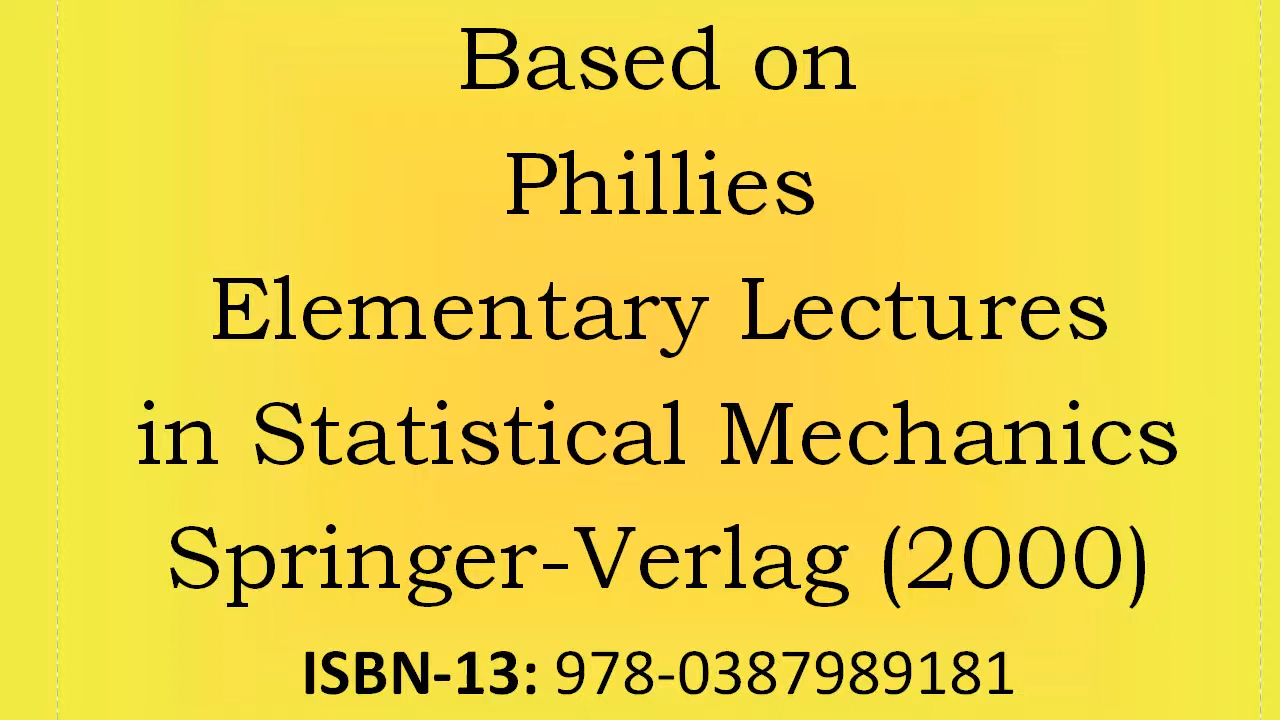 Based on
Phillies
Elementary Lectures
in Statistical Mechanics
Springer-Verlag (2000)
ISBN-13: 978-0387989181